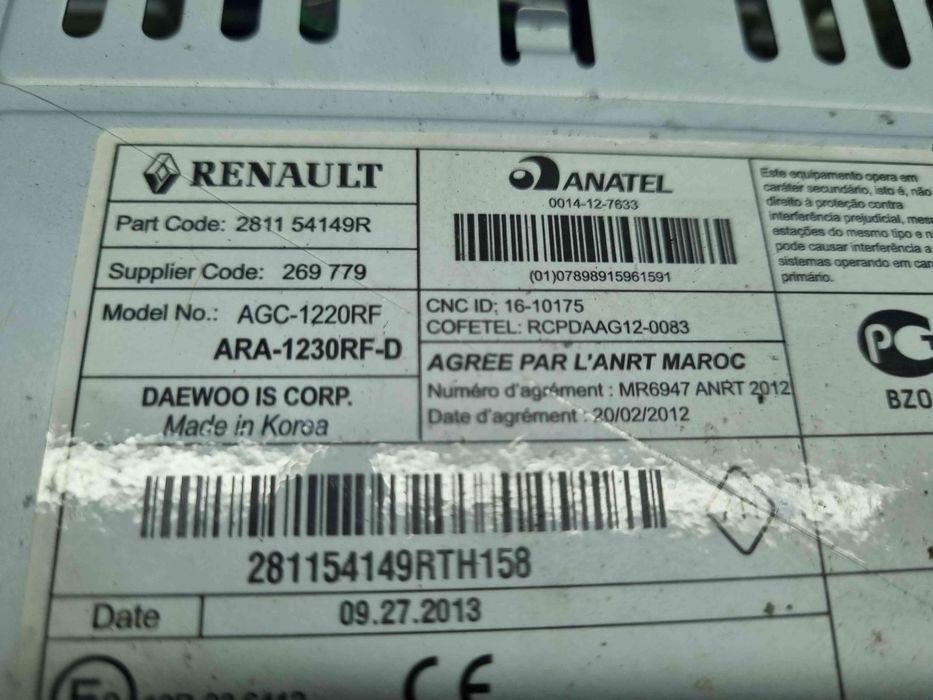 RENAULT
Part Code: 2811 54149R
Supplier Code: 269 779
Model No.: AGC-1220RF
ARA-1230RF-D
DAEWOO IS CORP.
Made in Korea
ANATEL
0014-12-7633
(01)07898915961591
CNC ID: 16-10175
COFETEL: RCPDAAG12-0083
AGREE PAR L'ANRT MAROC
Numéro d'agrément : MR6947 ANRT 2012
Date d'agrément : 20/02/2012
Este equipamento opera em
caráter secundário, isto é, não
direito à proteção contra
interferência prejudicial, mesm
estações do mesmo tipo e n
pode causar interferência a
sistemas operando em car
primário.
PG
BZ0
281154149RTH158
Date 09.27.2013
CE